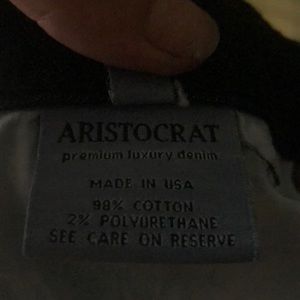 ARISTOCRAT
premium luxury denim
MADE IN USA
98% COTTON
2% POLYURETHANE
SEE CARE ON RESERVE